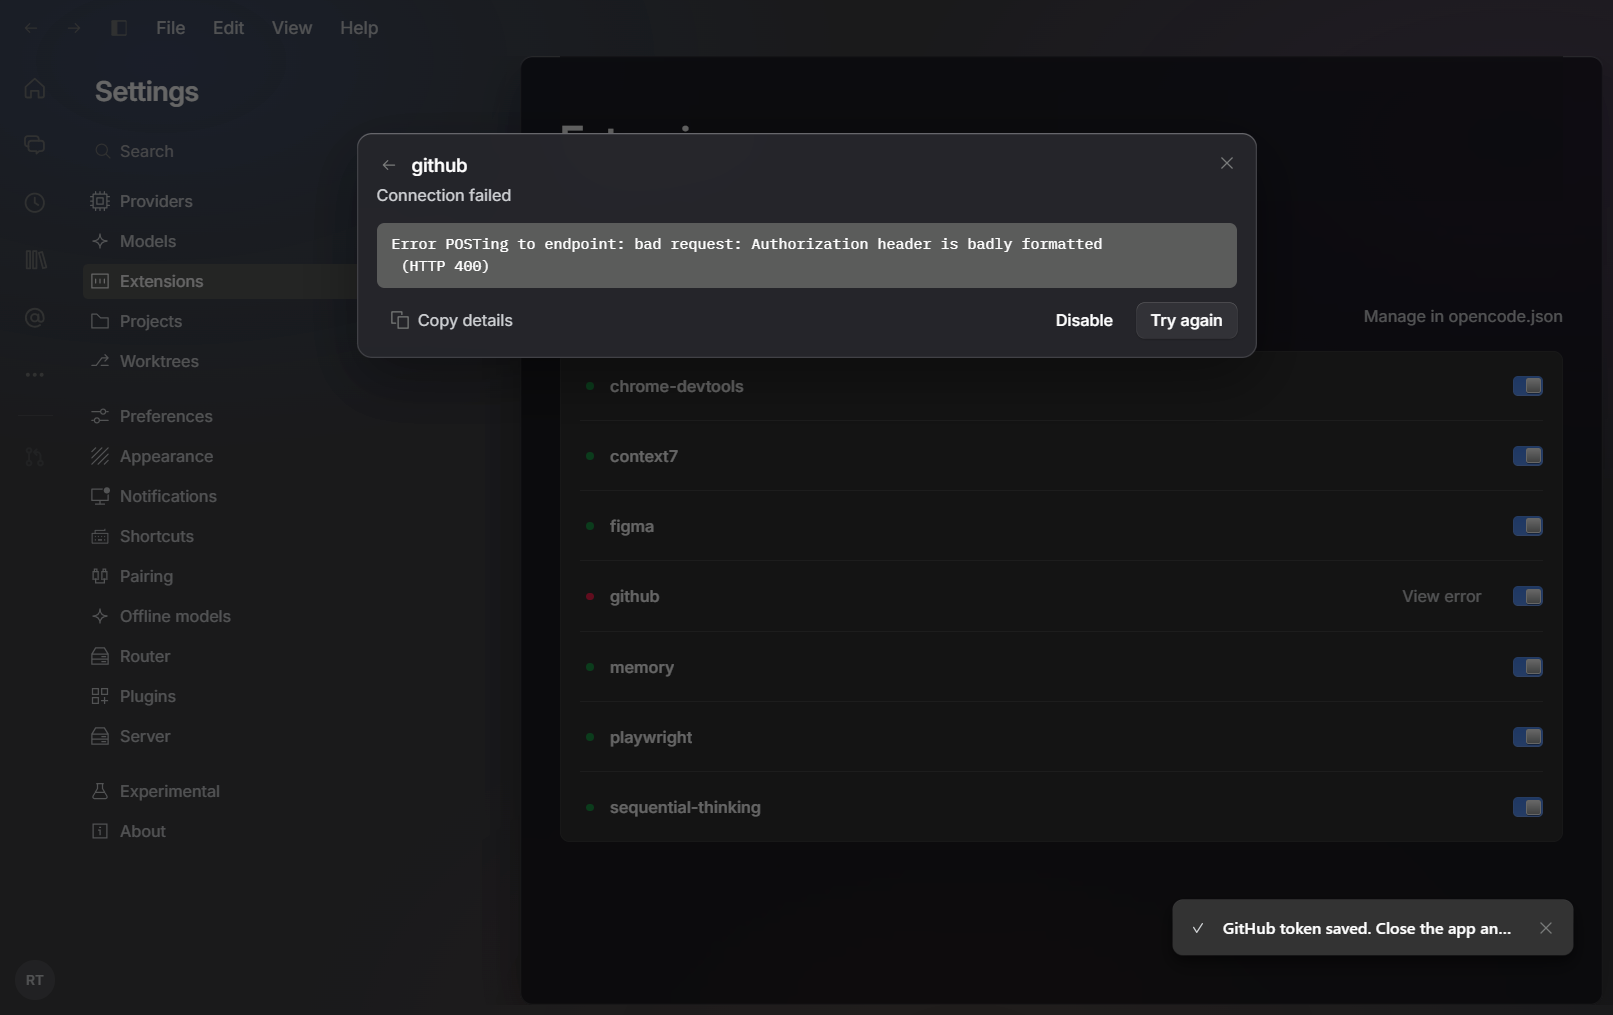 File Edit View Help
Settings
Search
Providers
Models
Extensions
Projects
Worktrees
Preferences
Appearance
Notifications
Shortcuts
Pairing
Offline models
Router
Plugins
Server
Experimental
About
RT
github
Connection failed
Error POSTing to endpoint: bad request: Authorization header is badly formatted
(HTTP 400)
Copy details
Disable
Try again
Manage in opencode.json
chrome-devtools
context7
figma
github View error
memory
playwright
sequential-thinking
GitHub token saved. Close the app an...